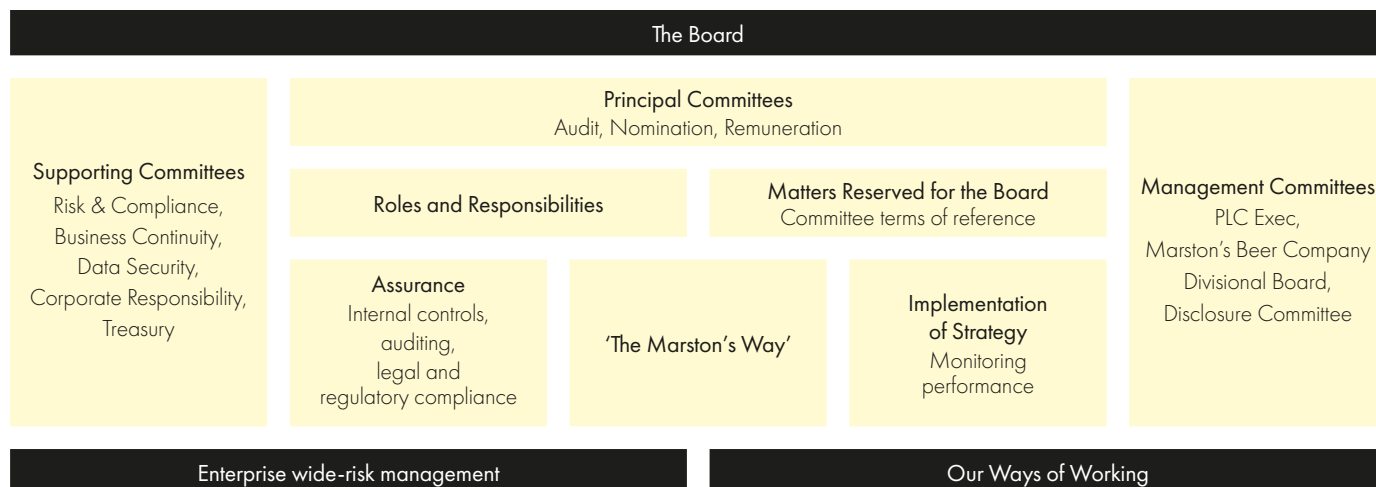 The Board
Principal Committees
Audit, Nomination, Remuneration
Supporting Committees
Risk & Compliance,
Business Continuity,
Data Security,
Corporate Responsibility,
Treasury
Roles and Responsibilities
Matters Reserved for the Board
Committee terms of reference
Management Committees
PLC Exec,
Marston's Beer Company
Divisional Board,
Disclosure Committee
Assurance
Internal controls,
auditing,
legal and
regulatory compliance
'The Marston's Way'
Implementation
of Strategy
Monitoring
performance
Enterprise wide-risk management
Our Ways of Working